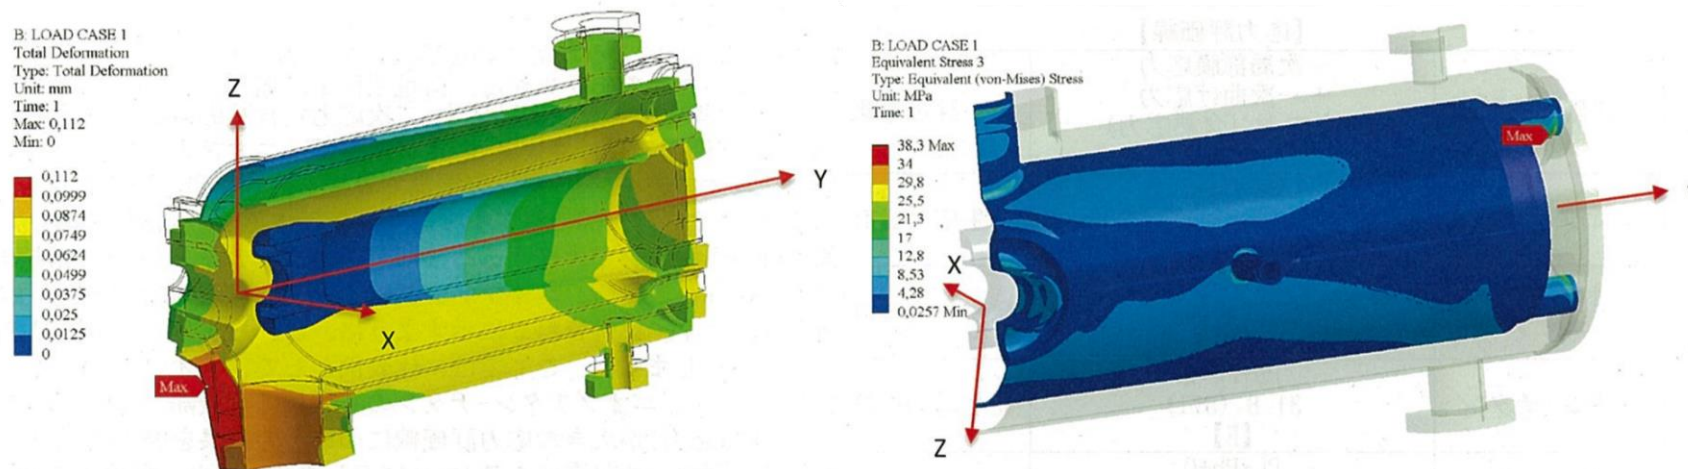 B: LOAD CASE 1
Total Deformation
Type: Total Deformation
Unit: mm
Time: 1
Max: 0,112
Min: 0
0,112
0,0999
0,0874
0,0749
0,0624
0,0499
0,0375
0,025
0,0125
0
Z
Y
X
Max
B: LOAD CASE 1
Equivalent Stress 3
Type: Equivalent (von-Mises) Stress
Unit: MPa
Time: 1
38,3 Max
34
29,8
25,5
21,3
17
12,8
8,53
4,28
0,0257 Min
Max
X
Z